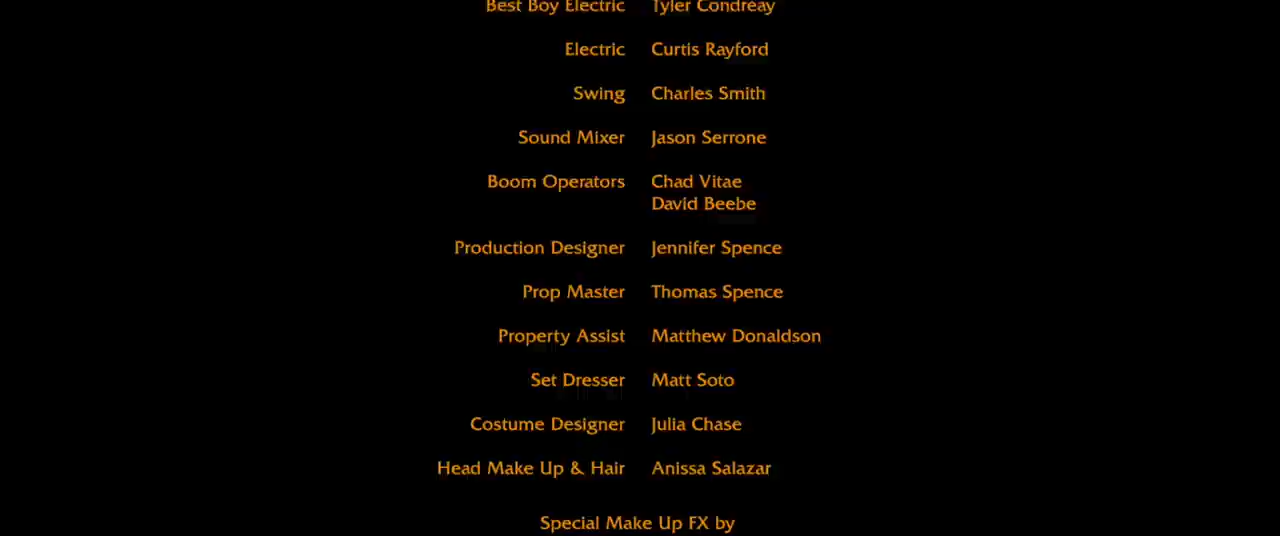 Best Boy Electric Tyler Condreay
Electric Curtis Rayford
Swing Charles Smith
Sound Mixer Jason Serrone
Boom Operators Chad Vitae
David Beebe
Production Designer Jennifer Spence
Prop Master Thomas Spence
Property Assist Matthew Donaldson
Set Dresser Matt Soto
Costume Designer Julia Chase
Head Make Up & Hair Anissa Salazar
Special Make Up FX by